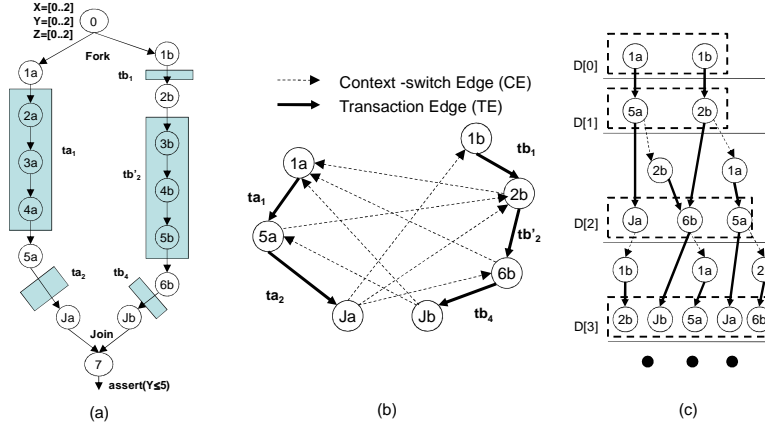 X=[0..2]
Y=[0..2]
Z=[0..2]
0
Fork
1a
1b
tb1
2b
2a
3a
4a
ta1
3b
4b
5b
tb'2
5a
6b
ta2
tb4
Ja
Jb
Join
7
assert(Y≤5)
(a)
Context -switch Edge (CE)
Transaction Edge (TE)
1b
tb1
1a
2b
ta1
tb'2
5a
6b
ta2
tb4
Ja
Jb
(b)
D[0]
1a
1b
D[1]
5a
2b
2b
1a
D[2]
Ja
6b
5a
1b
1a
2
D[3]
2b
Jb
5a
Ja
6b
(c)